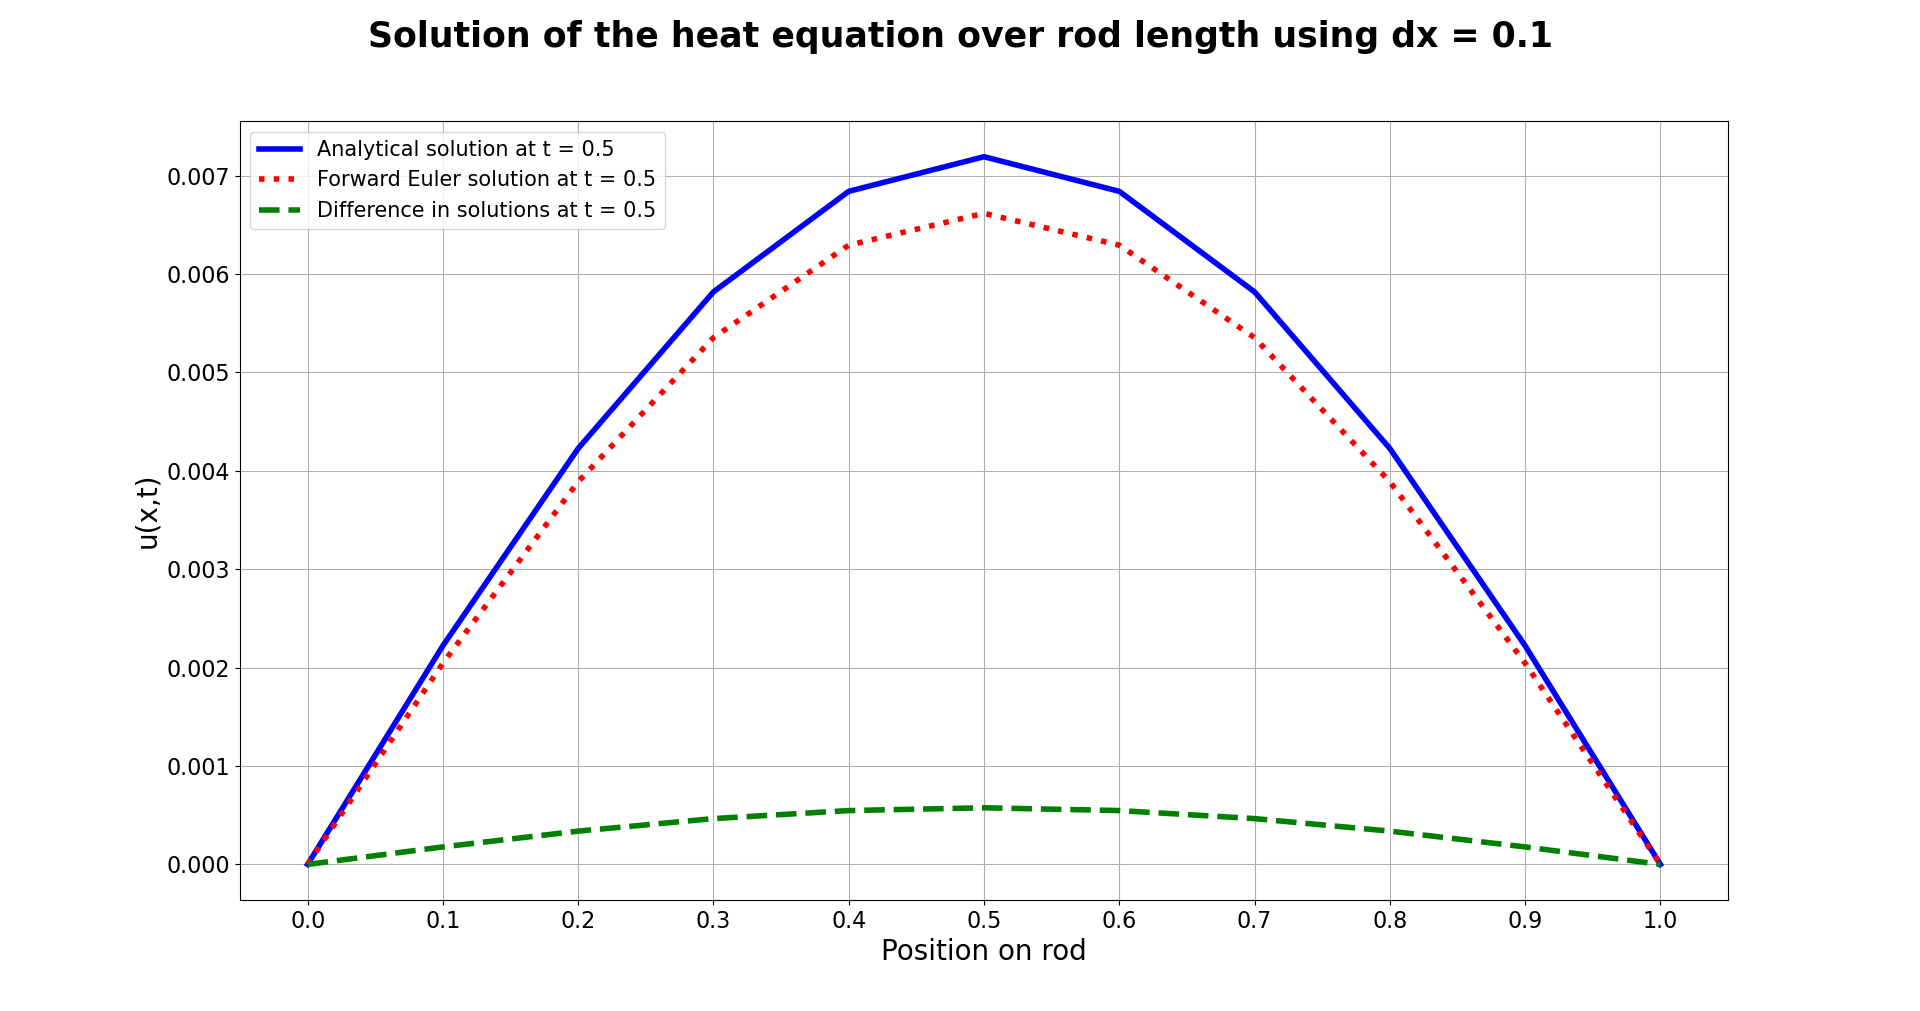 Solution of the heat equation over rod length using dx = 0.1
Analytical solution at t = 0.5
Forward Euler solution at t = 0.5
Difference in solutions at t = 0.5
0.007
0.006
0.005
0.004
0.003
0.002
0.001
0.000
u(x,t)
0.0 0.1 0.2 0.3 0.4 0.5 0.6 0.7 0.8 0.9 1.0
Position on rod